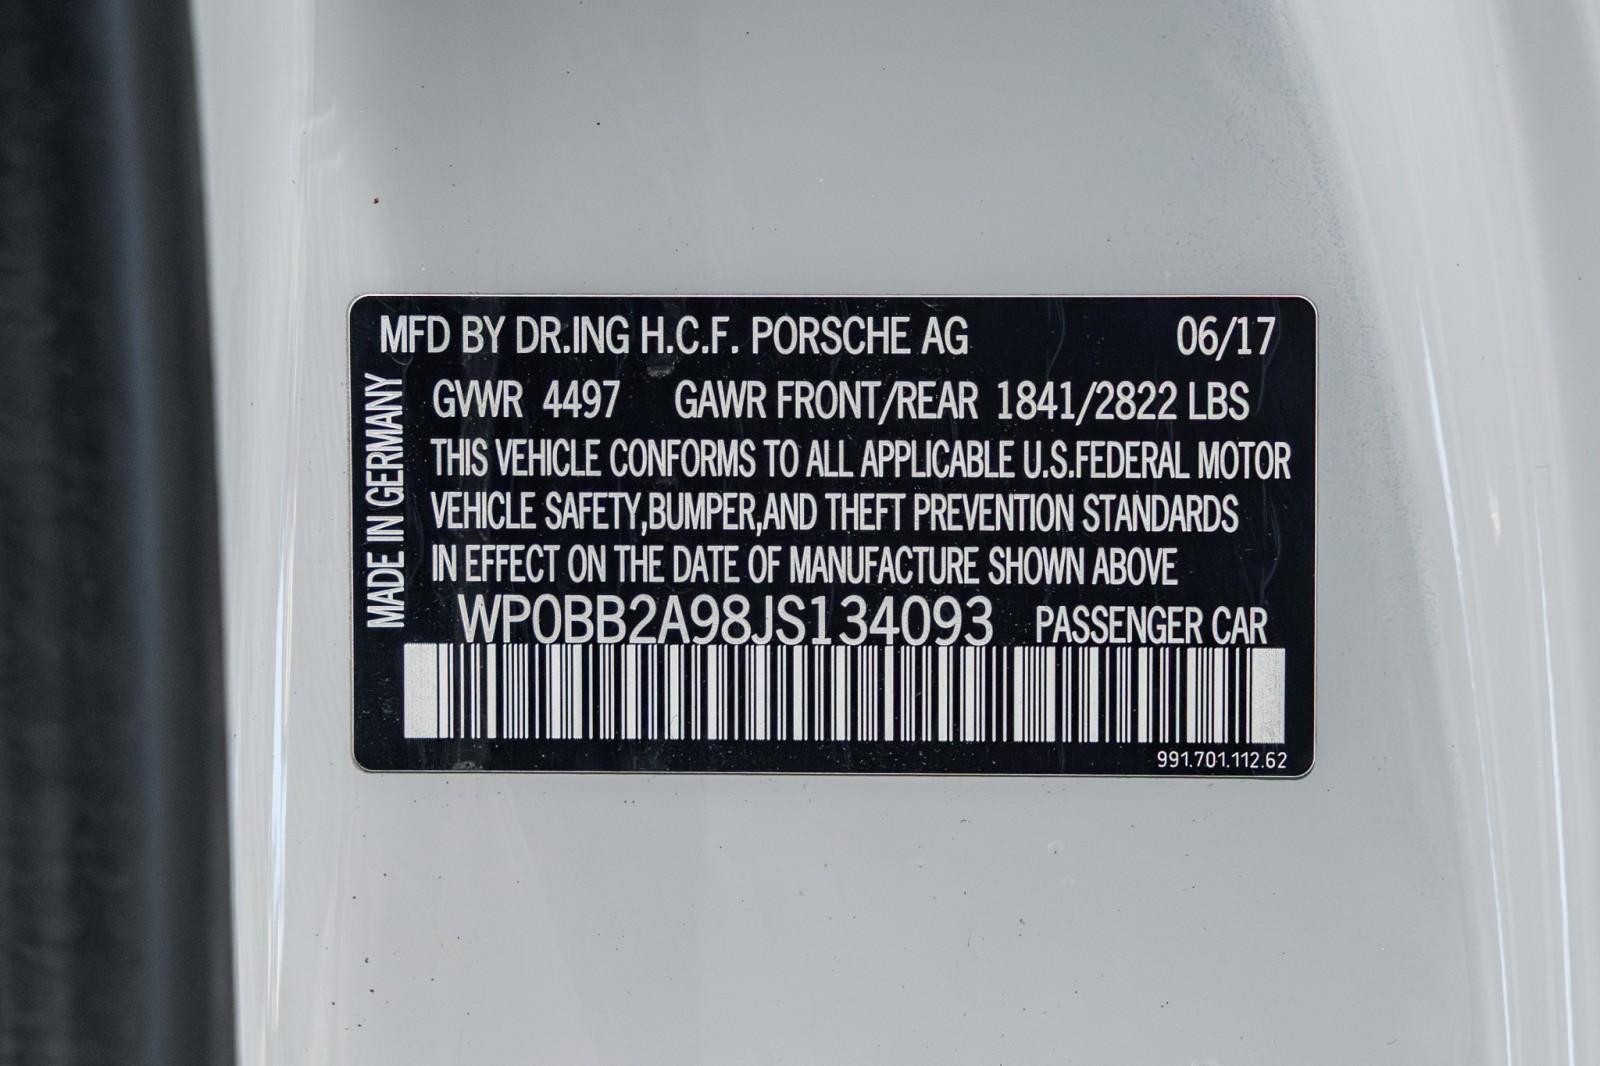 MFD BY DR.ING H.C.F. PORSCHE AG 06/17
GVWR 4497 GAWR FRONT/REAR 1841/2822 LBS
THIS VEHICLE CONFORMS TO ALL APPLICABLE U.S.FEDERAL MOTOR
VEHICLE SAFETY,BUMPER,AND THEFT PREVENTION STANDARDS
IN EFFECT ON THE DATE OF MANUFACTURE SHOWN ABOVE
MADE IN GERMANY
WP0BB2A98JS134093 PASSENGER CAR
991.701.112.62